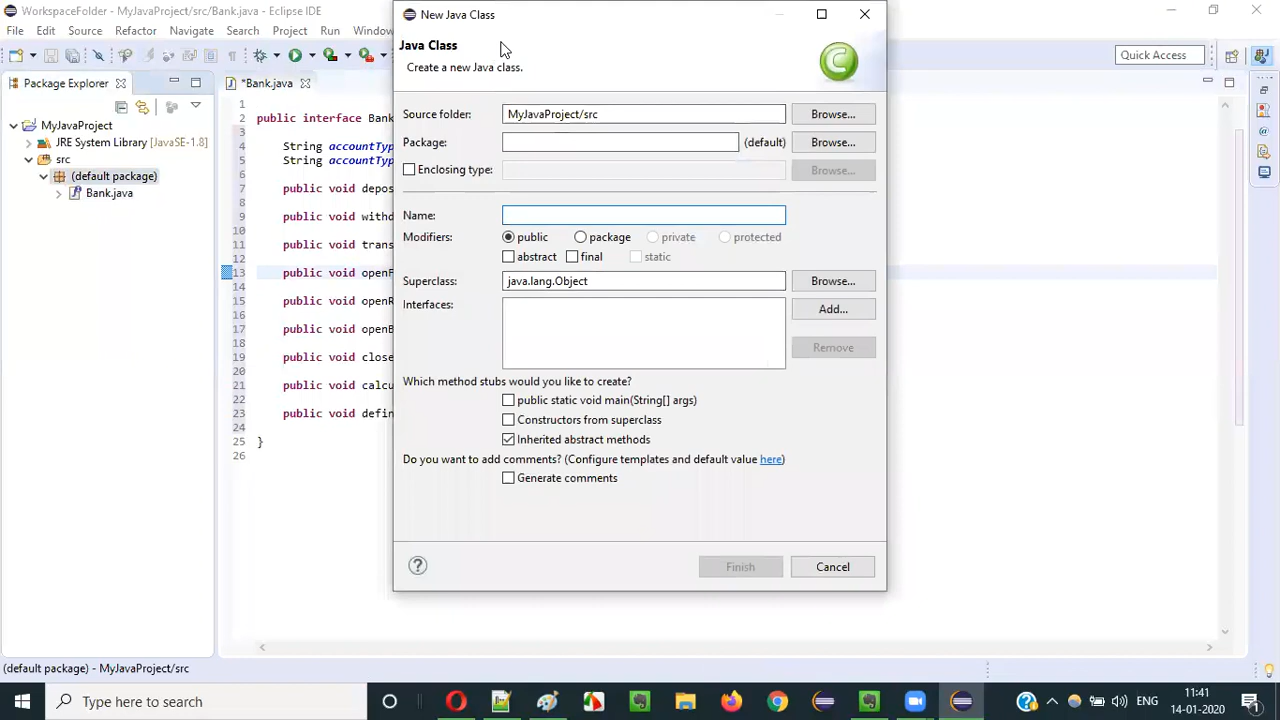 WorkspaceFolder - MyJavaProject/src/Bank.java - Eclipse IDE
File Edit Source Refactor Navigate Search Project Run Window
Quick Access
Package Explorer
MyJavaProject
JRE System Library [JavaSE-1.8]
src
(default package)
Bank.java
*Bank.java
1
2 public interface Bank
3
4 String accountTyp
5 String accountTyp
6
7 public void depos
8
9 public void withd
10
11 public void trans
12
13 public void openF
14
15 public void openR
16
17 public void openB
18
19 public void close
20
21 public void calcu
22
23 public void defin
24
25 }
26
New Java Class
Java Class
Create a new Java class.
C
Source folder: MyJavaProject/src Browse...
Package: (default) Browse...
Enclosing type: Browse...
Name:
Modifiers: public package private protected
abstract final static
Superclass: java.lang.Object Browse...
Interfaces: Add...
Remove
Which method stubs would you like to create?
public static void main(String[] args)
Constructors from superclass
Inherited abstract methods
Do you want to add comments? (Configure templates and default value here)
Generate comments
? Finish Cancel
(default package) - MyJavaProject/src
Type here to search
ENG
11:41
14-01-2020